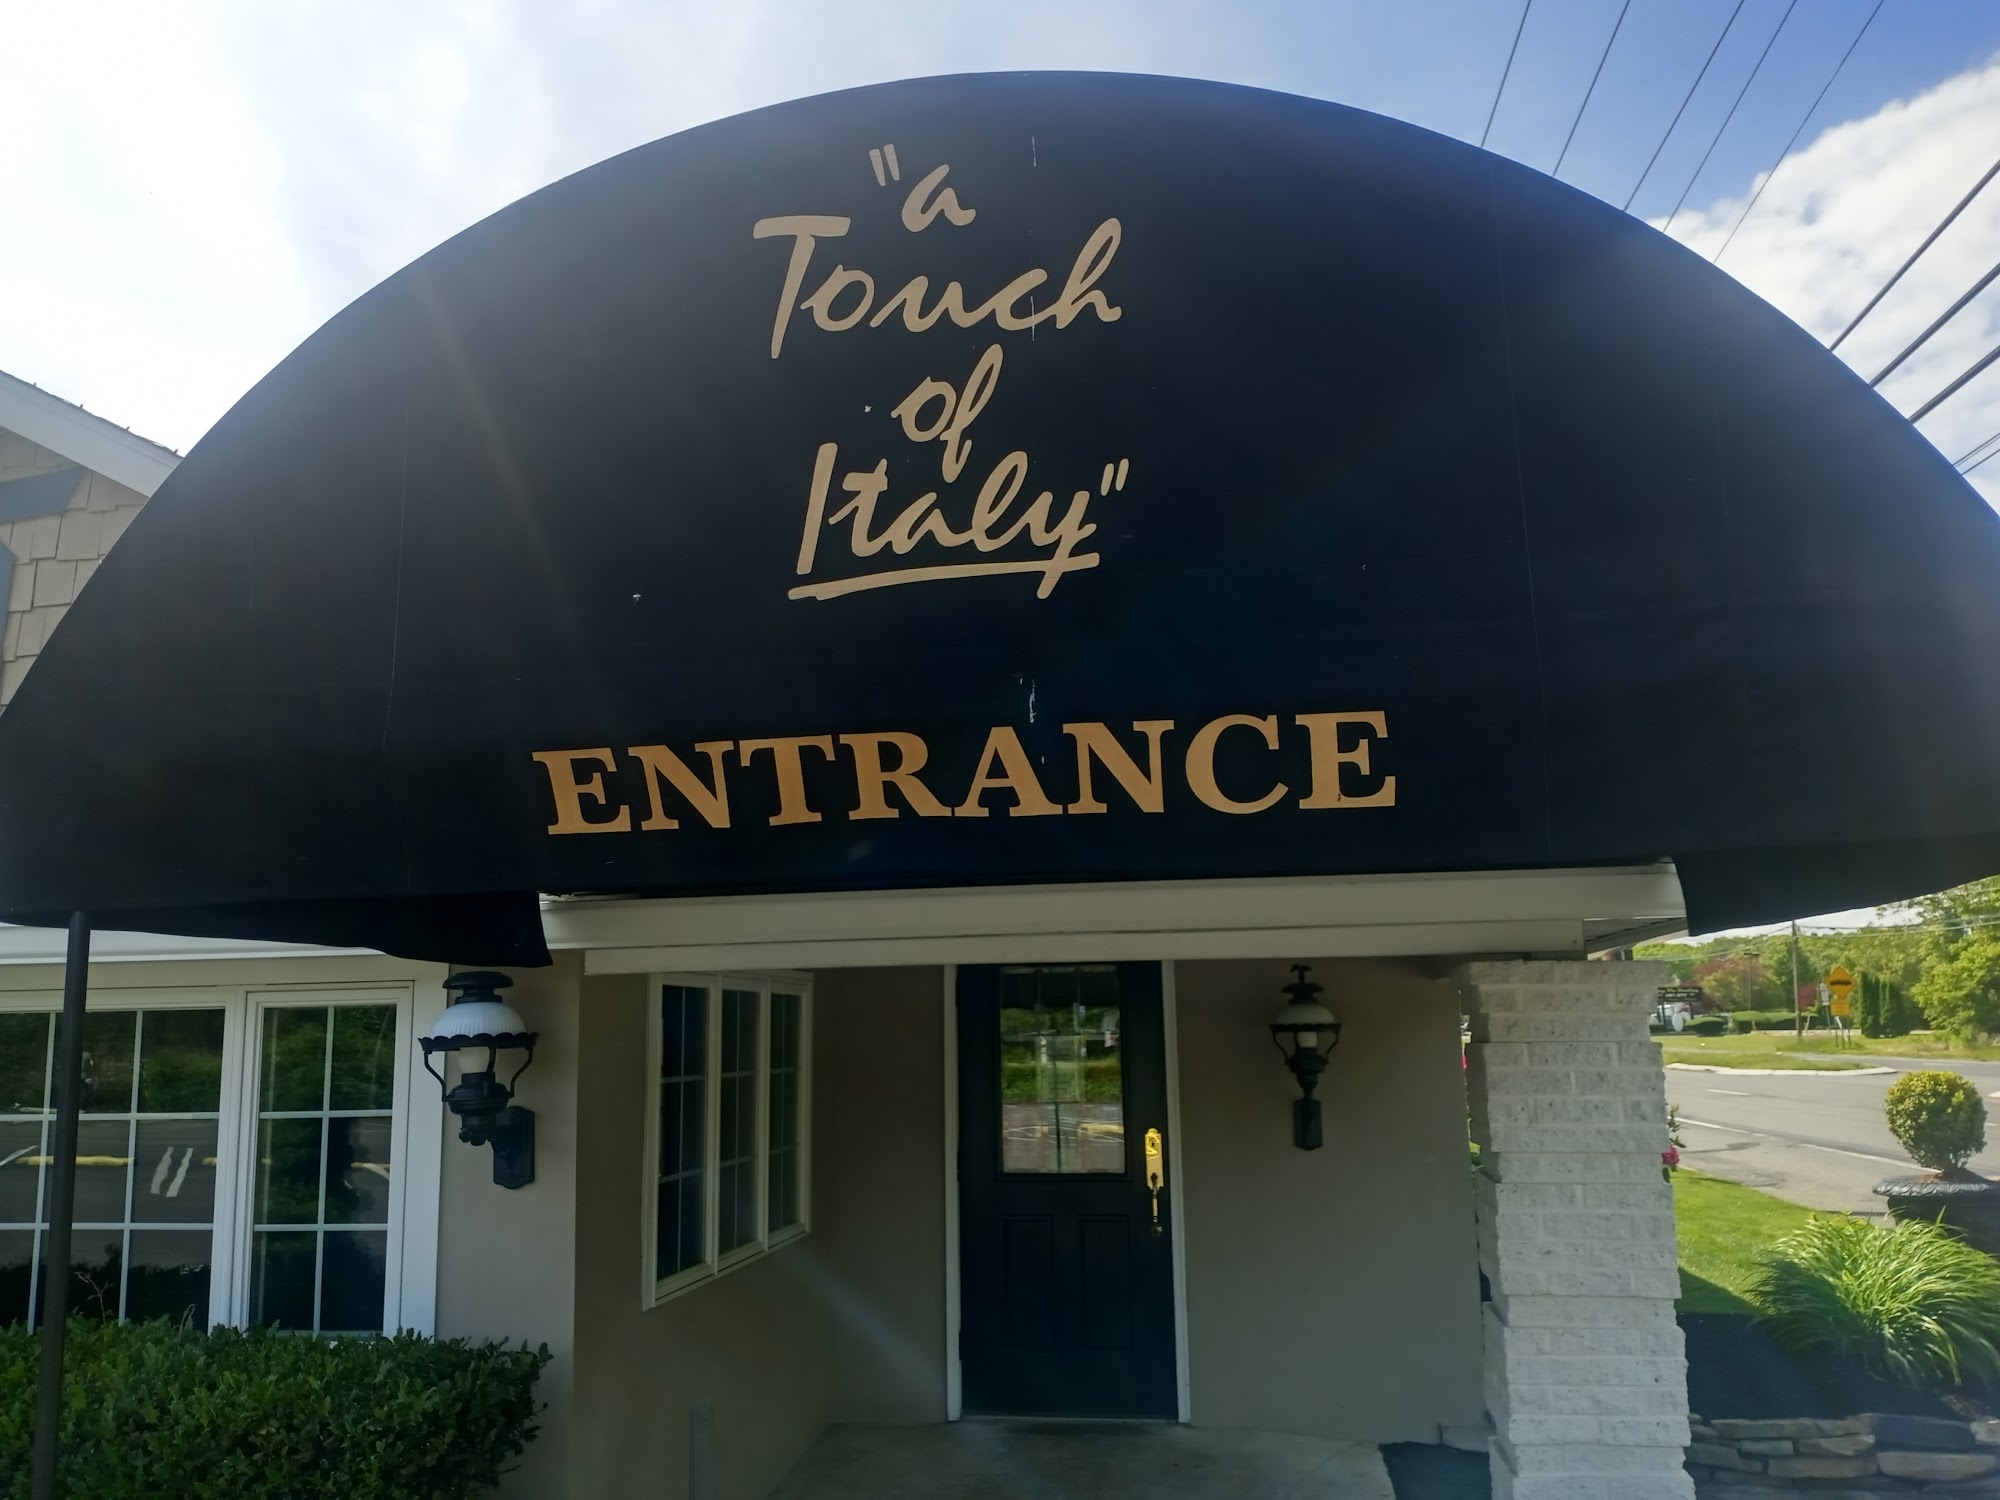 "a
Touch
of
Italy"
ENTRANCE